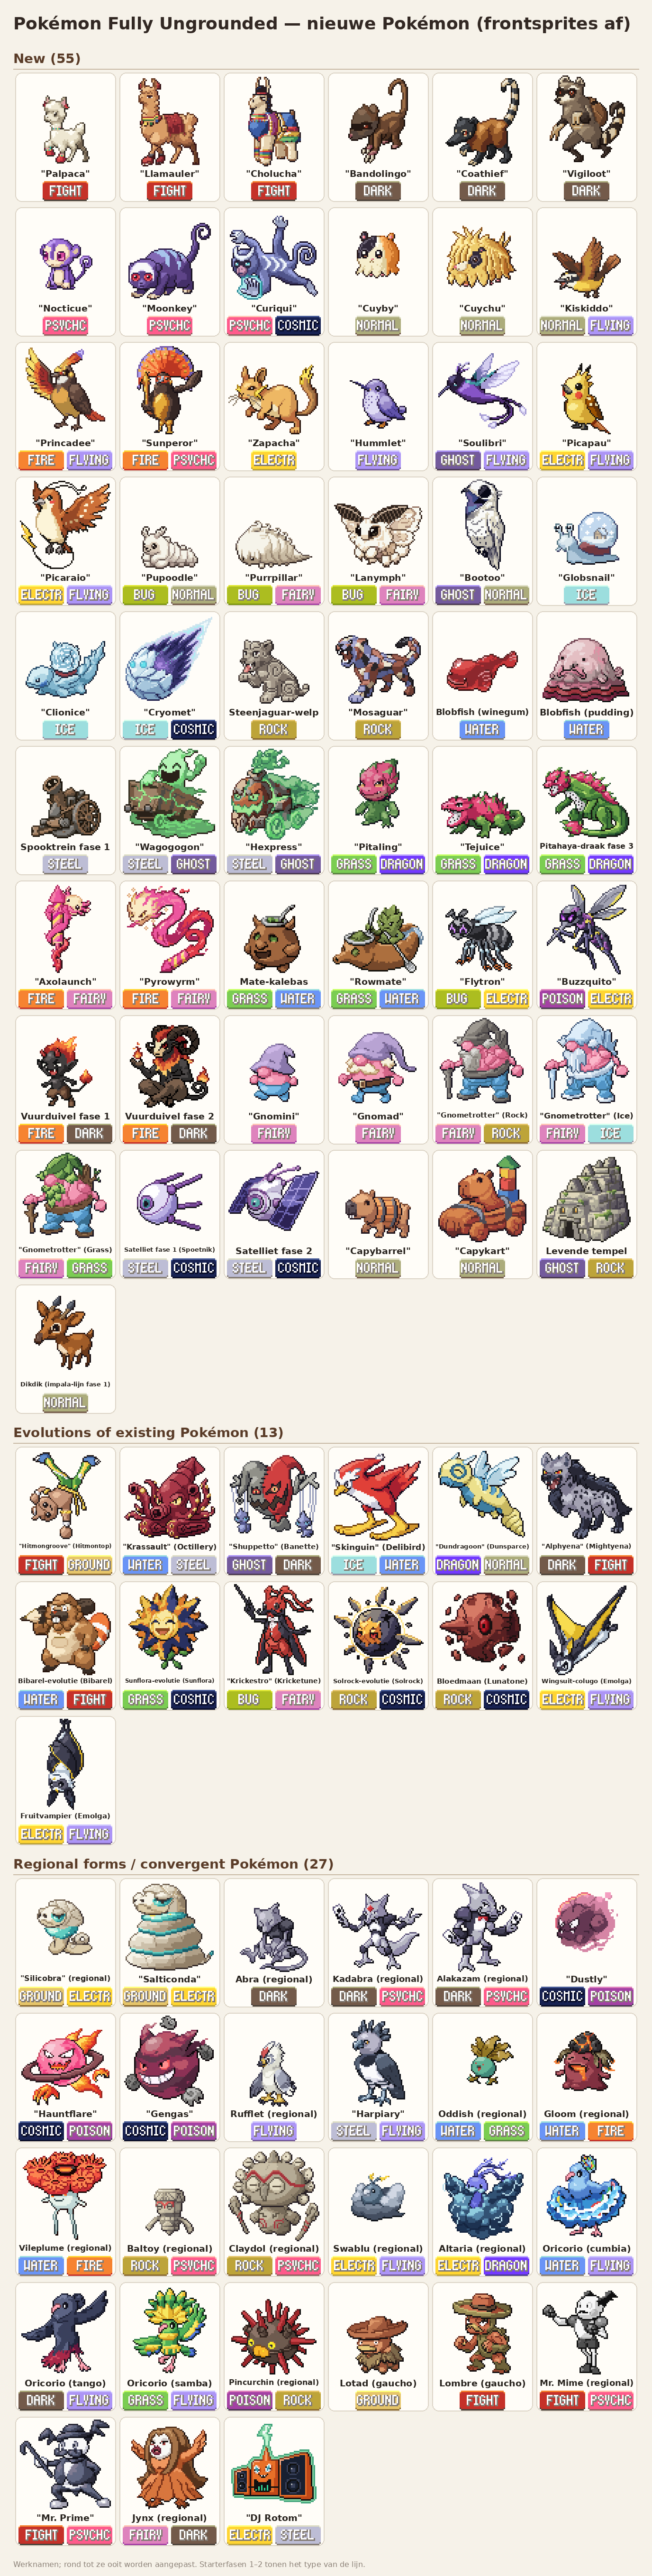 Pokémon Fully Ungrounded — nieuwe Pokémon (frontsprites af)
New (55)
"Palpaca" "Llamauler" "Cholucha" "Bandolingo" "Coathief" "Vigiloot"
FIGHT FIGHT FIGHT DARK DARK DARK
"Nocticue" "Moonkey" "Curiqui" "Cuyby" "Cuychu" "Kiskiddo"
PSYCHC PSYCHC PSYCHC COSMIC NORMAL NORMAL NORMAL FLYING
"Princadee" "Sunperor" "Zapacha" "Hummlet" "Soulibri" "Picapau"
FIRE FLYING FIRE PSYCHC ELECTR FLYING GHOST FLYING ELECTR FLYING
"Picaraio" "Pupoodle" "Purrpillar" "Lanymph" "Bootoo" "Globsnail"
ELECTR FLYING BUG NORMAL BUG FAIRY BUG FAIRY GHOST NORMAL ICE
"Clionice" "Cryomet" Steenjaguar-welp "Mosaguar" Blobfish (winegum) Blobfish (pudding)
ICE ICE COSMIC ROCK ROCK WATER WATER
Spooktrein fase 1 "Wagogogon" "Hexpress" "Pitaling" "Tejuice" Pitahaya-draak fase 3
STEEL STEEL GHOST STEEL GHOST GRASS DRAGON GRASS DRAGON GRASS DRAGON
"Axolaunch" "Pyrowyrm" Mate-kalebas "Rowmate" "Flytron" "Buzzquito"
FIRE FAIRY FIRE FAIRY GRASS WATER GRASS WATER BUG ELECTR POISON ELECTR
Vuurduivel fase 1 Vuurduivel fase 2 "Gnomini" "Gnomad" "Gnometrotter" (Rock) "Gnometrotter" (Ice)
FIRE DARK FIRE DARK FAIRY FAIRY FAIRY ROCK FAIRY ICE
"Gnometrotter" (Grass) Satelliet fase 1 (Spoetnik) Satelliet fase 2 "Capybarrel" "Capykart" Levende tempel
FAIRY GRASS STEEL COSMIC STEEL COSMIC NORMAL NORMAL GHOST ROCK
Dikdik (impala-lijn fase 1)
NORMAL
Evolutions of existing Pokémon (13)
"Hitmongroove" (Hitmontop) "Krassault" (Octillery) "Shuppetto" (Banette) "Skinguin" (Delibird) "Dundragoon" (Dunsparce) "Alphyena" (Mightyena)
FIGHT GROUND WATER STEEL GHOST DARK ICE WATER DRAGON NORMAL DARK FIGHT
Bibarel-evolutie (Bibarel) Sunflora-evolutie (Sunflora) "Krickestro" (Kricketune) Solrock-evolutie (Solrock) Bloedmaan (Lunatone) Wingsuit-colugo (Emolga)
WATER FIGHT GRASS COSMIC BUG FAIRY ROCK COSMIC ROCK COSMIC ELECTR FLYING
Fruitvampier (Emolga)
ELECTR FLYING
Regional forms / convergent Pokémon (27)
"Silicobra" (regional) "Salticonda" Abra (regional) Kadabra (regional) Alakazam (regional) "Dustly"
GROUND ELECTR GROUND ELECTR DARK DARK PSYCHC DARK PSYCHC COSMIC POISON
"Hauntflare" "Gengas" Rufflet (regional) "Harpiary" Oddish (regional) Gloom (regional)
COSMIC POISON COSMIC POISON FLYING STEEL FLYING WATER GRASS WATER FIRE
Vileplume (regional) Baltoy (regional) Claydol (regional) Swablu (regional) Altaria (regional) Oricorio (cumbia)
WATER FIRE ROCK PSYCHC ROCK PSYCHC ELECTR FLYING ELECTR DRAGON WATER FLYING
Oricorio (tango) Oricorio (samba) Pincurchin (regional) Lotad (gaucho) Lombre (gaucho) Mr. Mime (regional)
DARK FLYING GRASS FLYING POISON ROCK GROUND FIGHT FIGHT PSYCHC
"Mr. Prime" Jynx (regional) "DJ Rotom"
FIGHT PSYCHC FAIRY DARK ELECTR STEEL
Werknamen; rond tot ze ooit worden aangepast. Starterfasen 1–2 tonen het type van de lijn.